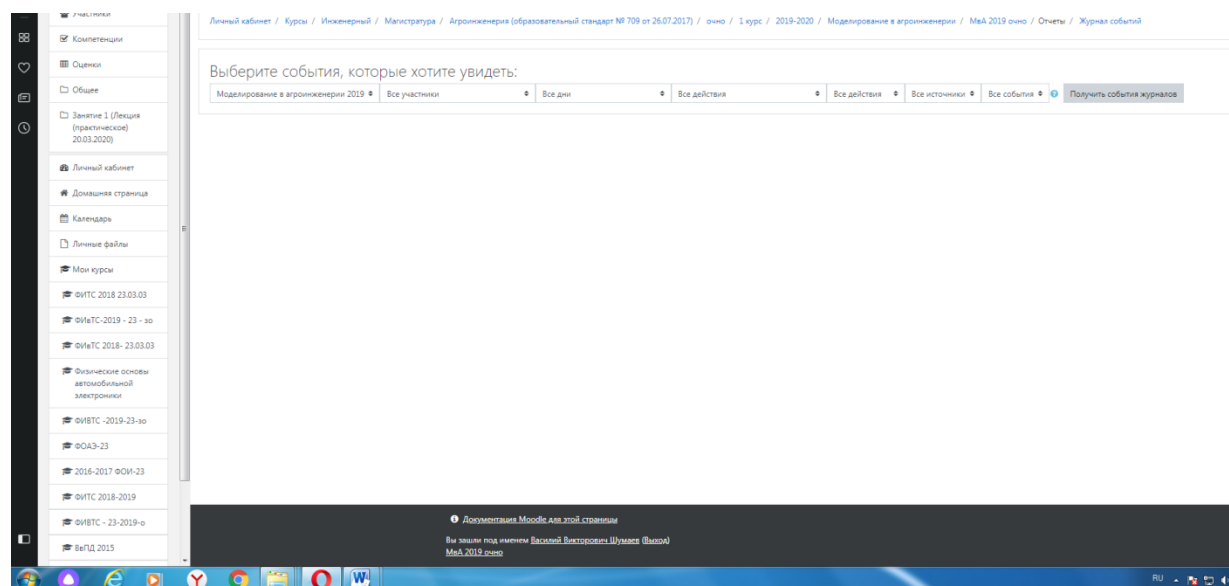 Участники
Личный кабинет / Курсы / Инженерный / Магистратура / Агроинженерия (образовательный стандарт № 709 от 26.07.2017) / очно / 1 курс / 2019-2020 / Моделирование в агроинженерии / МвА 2019 очно / Отчеты / Журнал событий
Компетенции
Оценки
Выберите события, которые хотите увидеть:
Общее
Моделирование в агроинженерии 2019 Все участники Все дни Все действия Все действия Все источники Все события Получить события журналов
Занятие 1 (Лекция
(практическое)
20.03.2020)
Личный кабинет
Домашняя страница
Календарь
Личные файлы
Мои курсы
ФИТС 2018 23.03.03
ФИвТС-2019 - 23 - зо
ФИвТС 2018- 23.03.03
Физические основы
автомобильной
электроники
ФИВТС -2019-23-зо
ФОАЭ-23
2016-2017 ФОИ-23
ФИТС 2018-2019
ФИВТС - 23-2019-о
ВвПД 2015
Документация Moodle для этой страницы
Вы зашли под именем Василий Викторович Шумаев (Выход)
МвА 2019 очно
RU